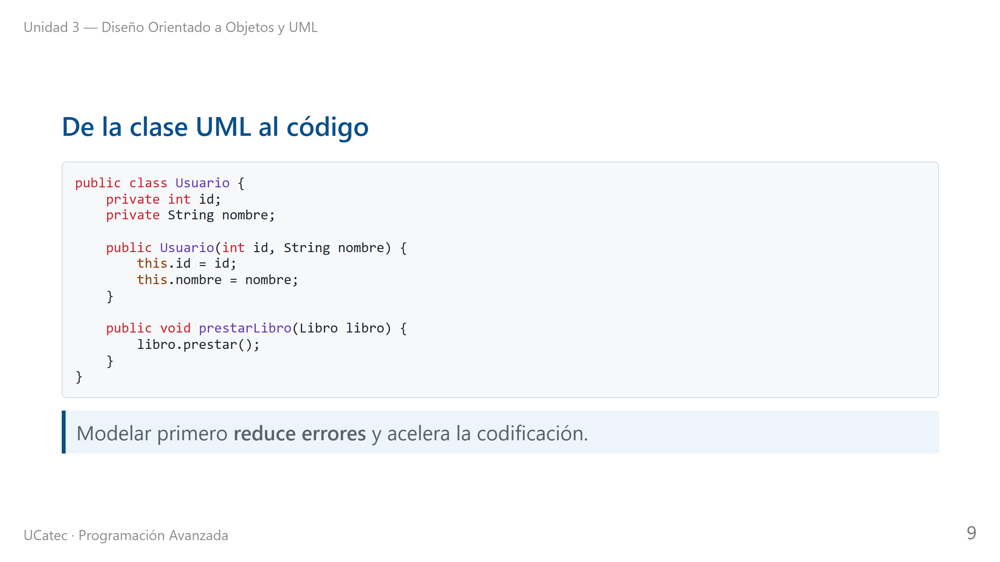 Unidad 3 — Diseño Orientado a Objetos y UML
De la clase UML al código
public class Usuario {
    private int id;
    private String nombre;

    public Usuario(int id, String nombre) {
        this.id = id;
        this.nombre = nombre;
    }

    public void prestarLibro(Libro libro) {
        libro.prestar();
    }
}
Modelar primero reduce errores y acelera la codificación.
UCatec · Programación Avanzada
9